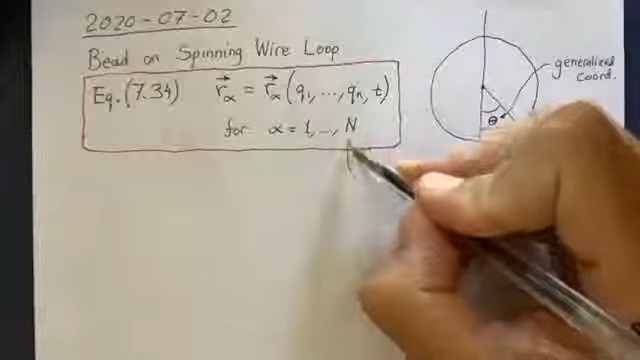 2020-07-02
Bead on Spinning Wire Loop
Eq. (7.34) r⃗α = r⃗α (q1, ..., qn, t)
for α = 1, ..., N
generalized
coord.
θ